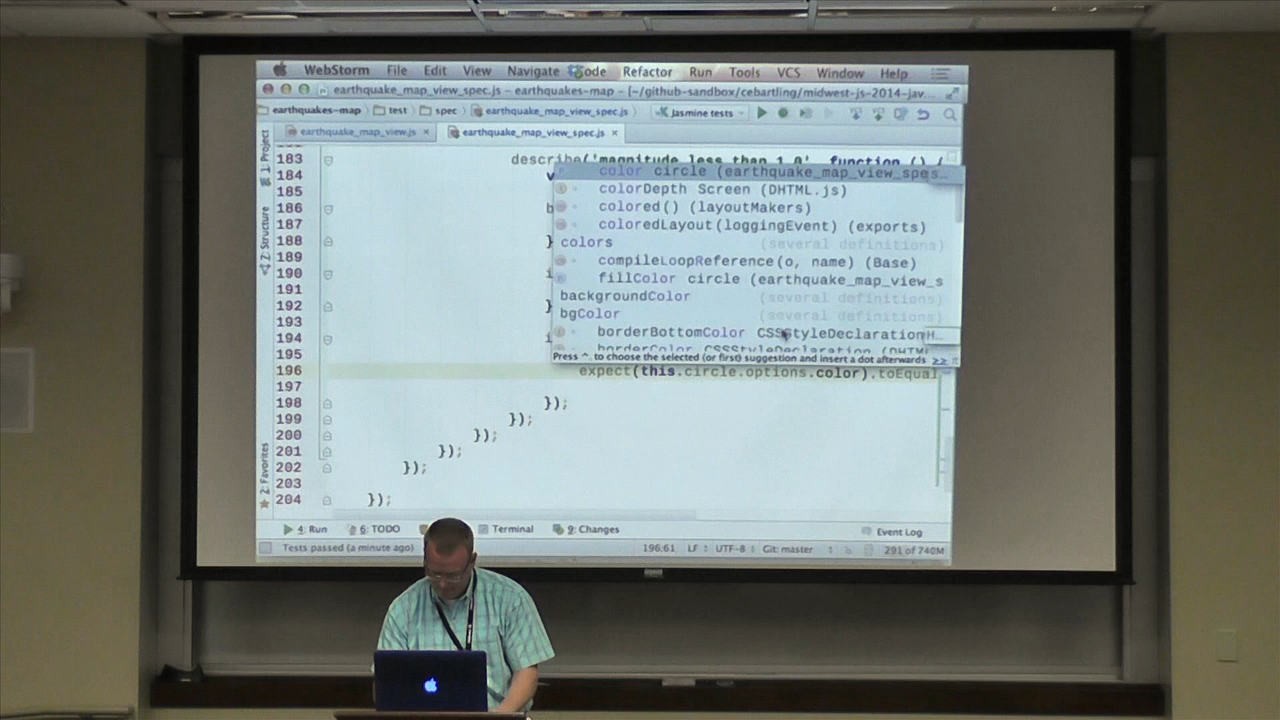 WebStorm File Edit View Navigate Code Refactor Run Tools VCS Window Help
earthquake_map_view_spec.js – earthquakes-map – [~/github-sandbox/cebartling/midwest-js-2014-jav...
earthquakes-map test spec earthquake_map_view_spec.js Jasmine tests
earthquake_map_view.js × earthquake_map_view_spec.js ×
1: Project
Z: Structure
2: Favorites
183 describe('magnitude less than 1.0', function () {
184 v color circle (earthquake_map_view_spes...
185 colorDepth Screen (DHTML.js)
186 b colored() (layoutMakers)
187 coloredLayout(loggingEvent) (exports)
188 } colors (several definitions)
189 compileLoopReference(o, name) (Base)
190 i fillColor circle (earthquake_map_view_s
191 backgroundColor (several definitions)
192 } bgColor (several definitions)
193 borderBottomColor CSSStyleDeclaration H...
194 i borderColor CSSStyleDeclaration (DHTML
195 Press ^. to choose the selected (or first) suggestion and insert a dot afterwards >> π
196 expect(this.circle.options.color).toEqual
197
198 });
199 });
200 });
201 });
202 });
203
204 });
4: Run 6: TODO Terminal 9: Changes Event Log
Tests passed (a minute ago) 196:61 LF UTF-8 Git: master 291 of 740M